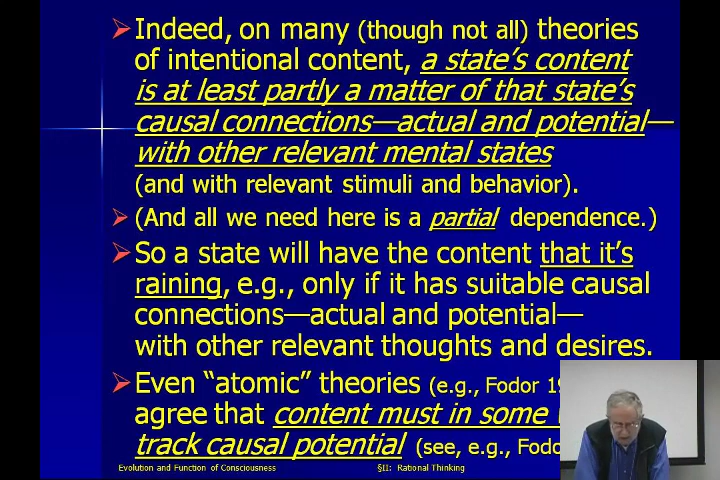 Indeed, on many (though not all) theories
of intentional content, a state's content
is at least partly a matter of that state's
causal connections—actual and potential—
with other relevant mental states
(and with relevant stimuli and behavior).
(And all we need here is a partial dependence.)
So a state will have the content that it's
raining, e.g., only if it has suitable causal
connections—actual and potential—
with other relevant thoughts and desires.
Even "atomic" theories (e.g., Fodor
agree that content must in some
track causal potential (see, e.g.,
Evolution and Function of Consciousness
§II: Rational Thinking